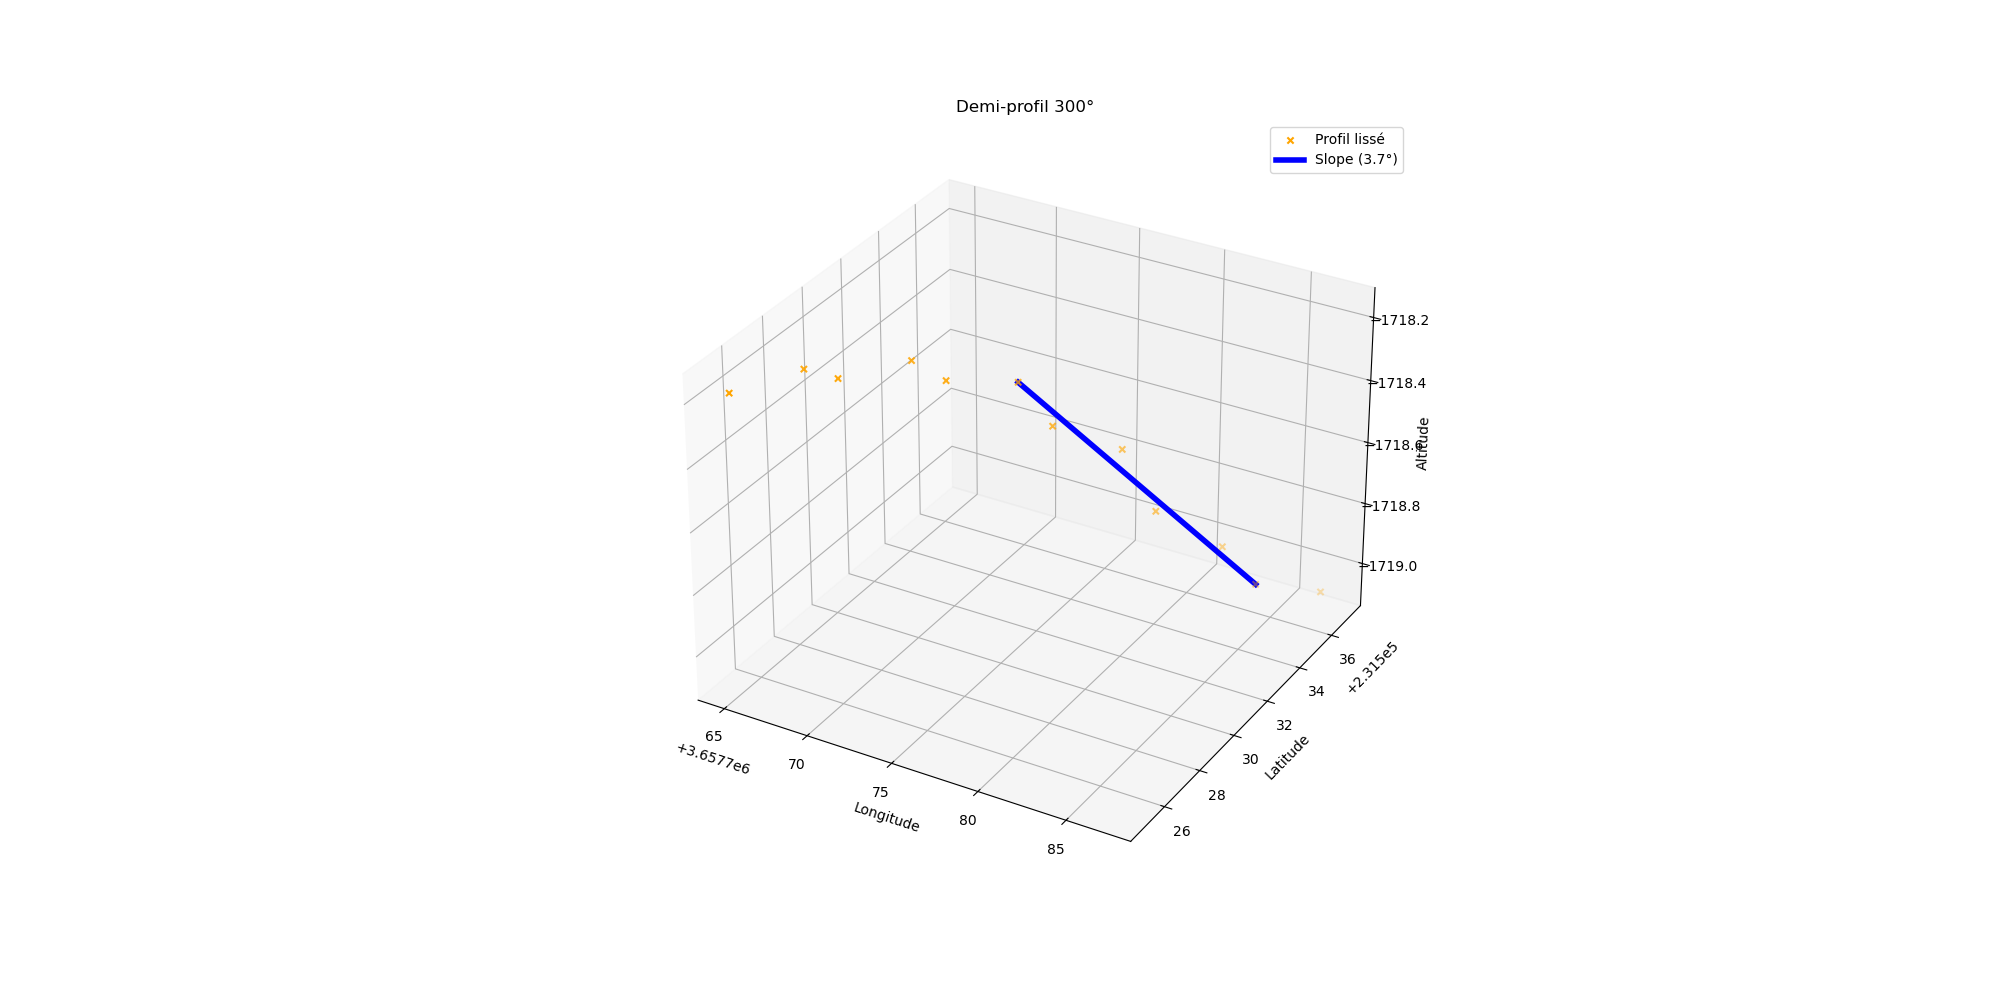 Demi-profil 300°
Profil lissé
Slope (3.7°)
−1718.2
−1718.4
−1718.6
−1718.8
−1719.0
Altitude
36
34
32
30
28
26
+2.315e5
Latitude
65
70
75
80
85
+3.6577e6
Longitude